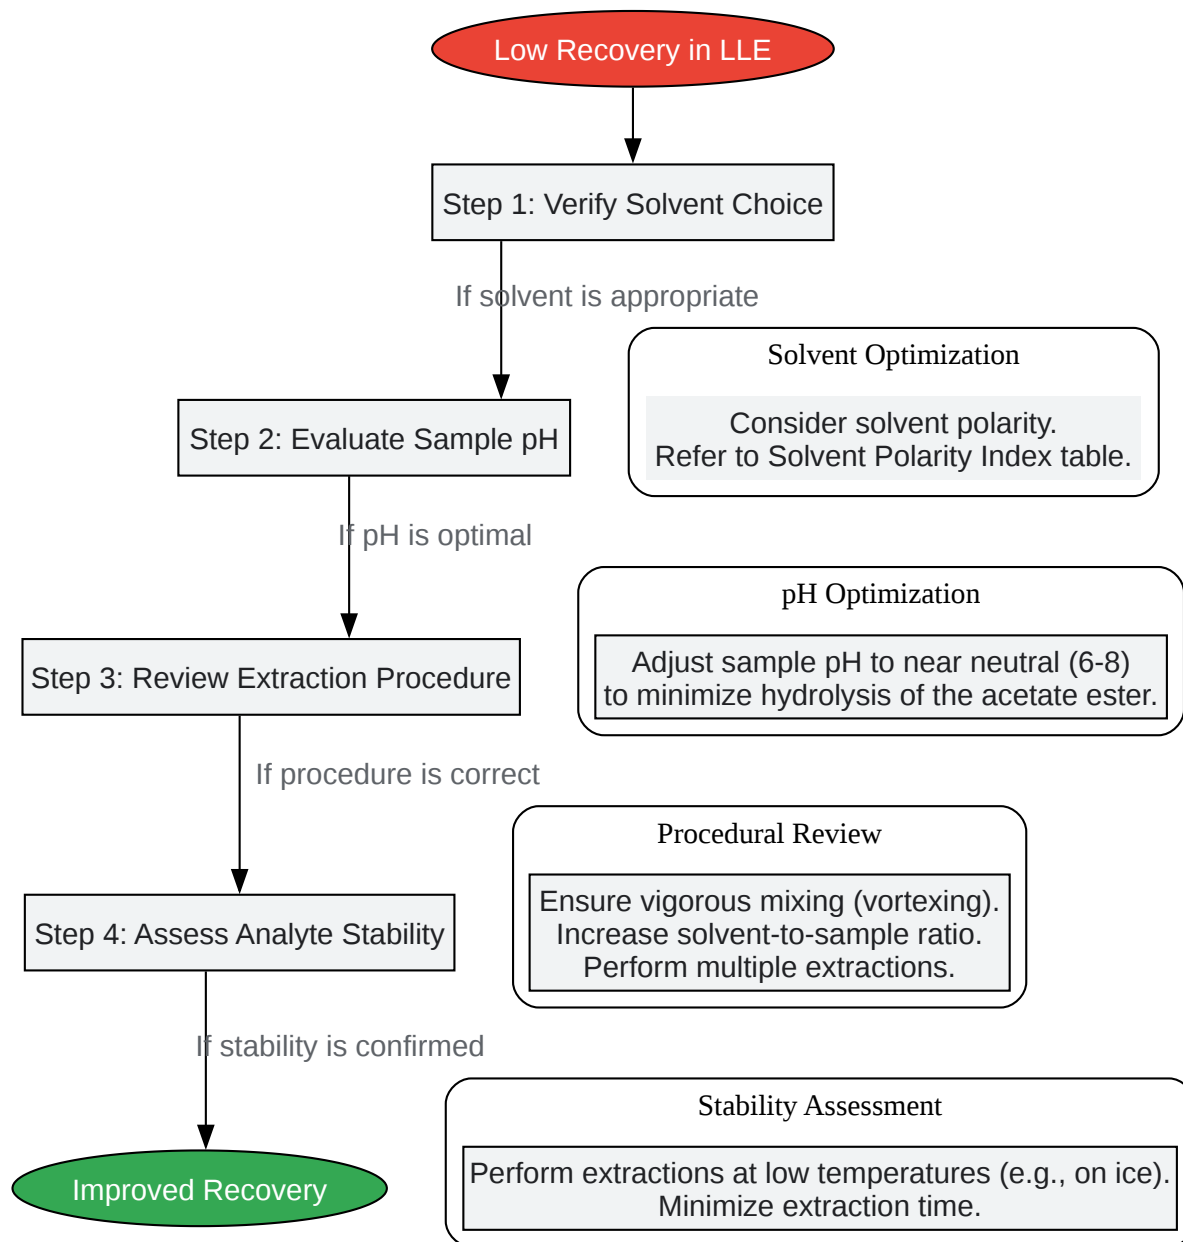 Low Recovery in LLE
Step 1: Verify Solvent Choice
If solvent is appropriate
Solvent Optimization
Consider solvent polarity.
Refer to Solvent Polarity Index table.
Step 2: Evaluate Sample pH
If pH is optimal
pH Optimization
Adjust sample pH to near neutral (6-8)
to minimize hydrolysis of the acetate ester.
Step 3: Review Extraction Procedure
If procedure is correct
Procedural Review
Ensure vigorous mixing (vortexing).
Increase solvent-to-sample ratio.
Perform multiple extractions.
Step 4: Assess Analyte Stability
If stability is confirmed
Stability Assessment
Perform extractions at low temperatures (e.g., on ice).
Minimize extraction time.
Improved Recovery